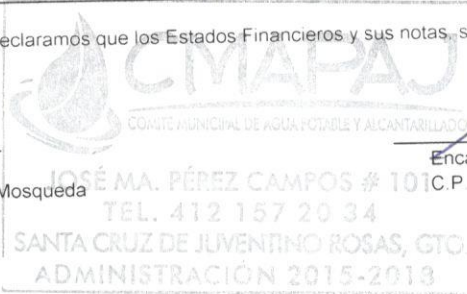 eclaramos que los Estados Financieros y sus notas, s
CMAPAJ
COMITE MUNICIPAL DE AGUA POTABLE Y ALCANTARILLADO
Enca
Mosqueda
C.P
JOSÉ MA. PÉREZ CAMPOS # 101
TEL. 412 157 20 34
SANTA CRUZ DE JUVENTINO ROSAS, GTO.
ADMINISTRACIÓN 2015-2018